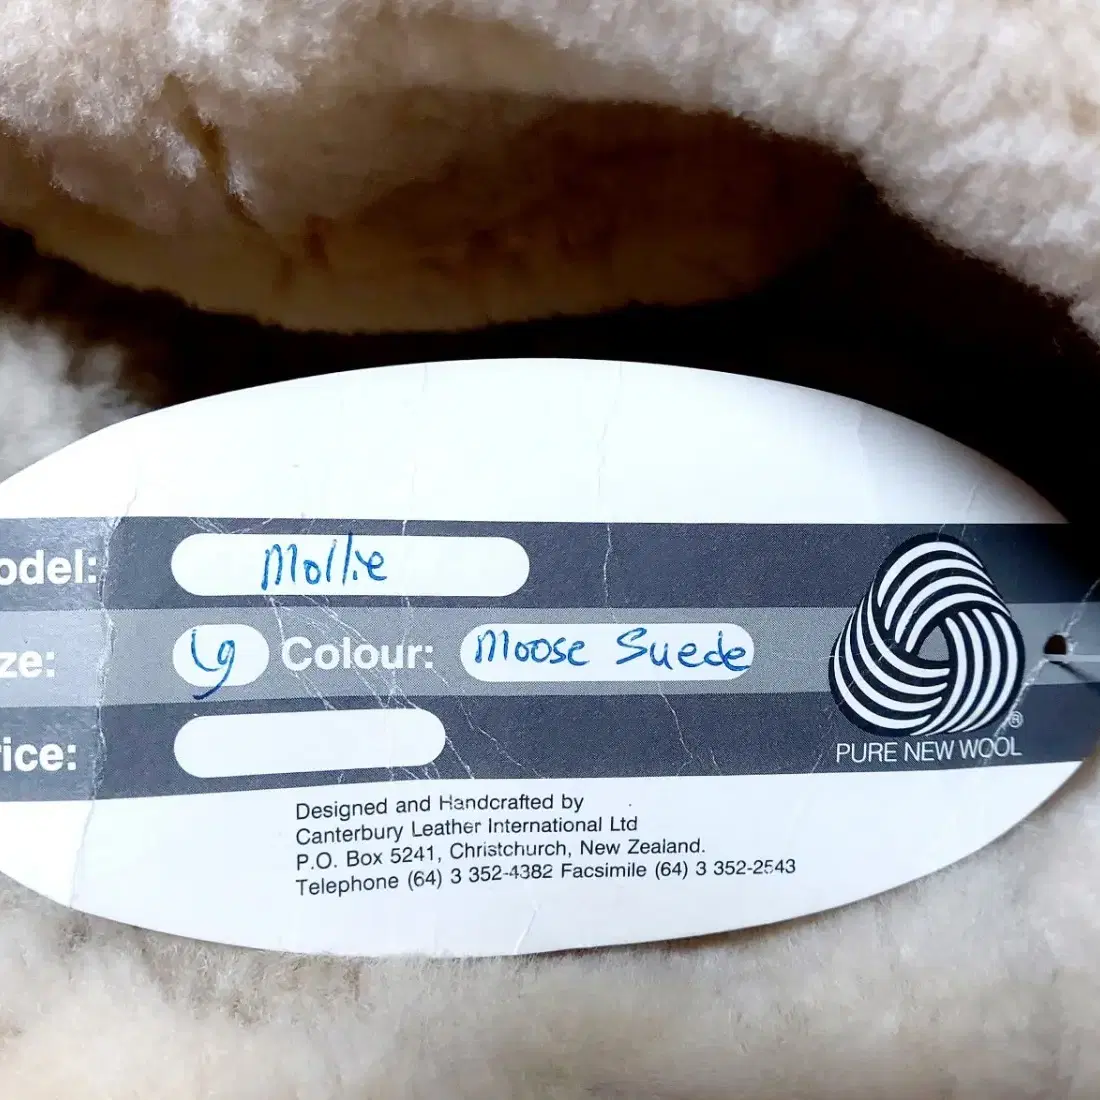 odel: Mollie
ze: Lg Colour: Moose Suede
rice:
®
PURE NEW WOOL
Designed and Handcrafted by
Canterbury Leather International Ltd
P.O. Box 5241, Christchurch, New Zealand.
Telephone (64) 3 352-4382 Facsimile (64) 3 352-2543